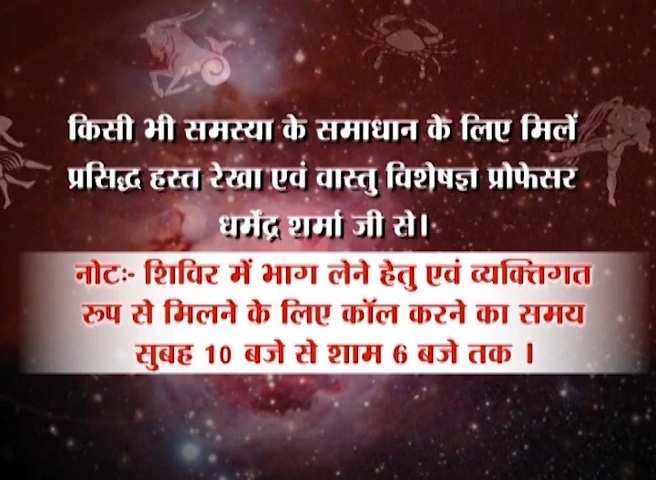 किसी भी समस्या के समाधान के लिए मिलें
प्रसिद्ध हस्त रेखा एवं वास्तु विशेषज्ञ प्रोफेसर
धर्मेंद्र शर्मा जी से।
नोटः- शिविर में भाग लेने हेतु एवं व्यक्तिगत
रूप से मिलने के लिए कॉल करने का समय
सुबह 10 बजे से शाम 6 बजे तक ।